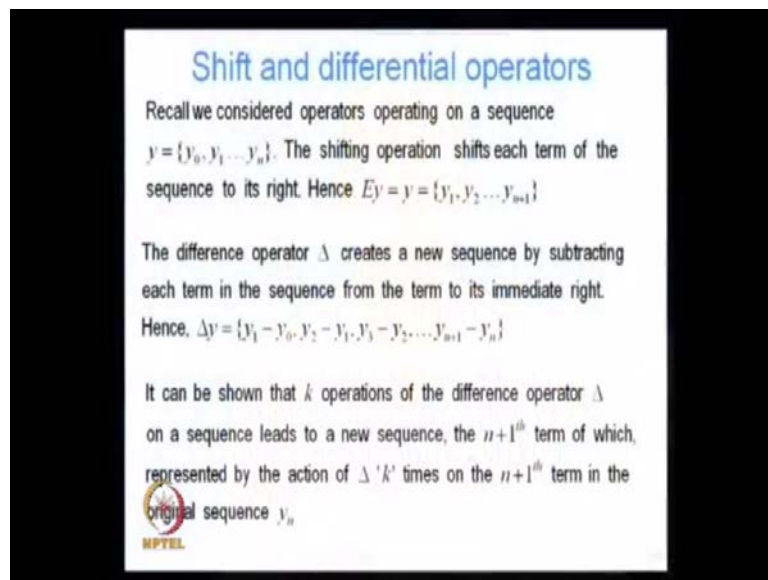 Shift and differential operators
Recall we considered operators operating on a sequence
y = {y₀, y₁ … yₙ}. The shifting operation shifts each term of the
sequence to its right. Hence Ey = y = {y₁, y₂ … yₙ₊₁}
The difference operator Δ creates a new sequence by subtracting
each term in the sequence from the term to its immediate right.
Hence, Δy = {y₁ − y₀, y₂ − y₁, y₃ − y₂, … yₙ₊₁ − yₙ}
It can be shown that k operations of the difference operator Δ
on a sequence leads to a new sequence, the n+1ᵗʰ term of which,
represented by the action of Δ 'k' times on the n+1ᵗʰ term in the
original sequence yₙ
NPTEL